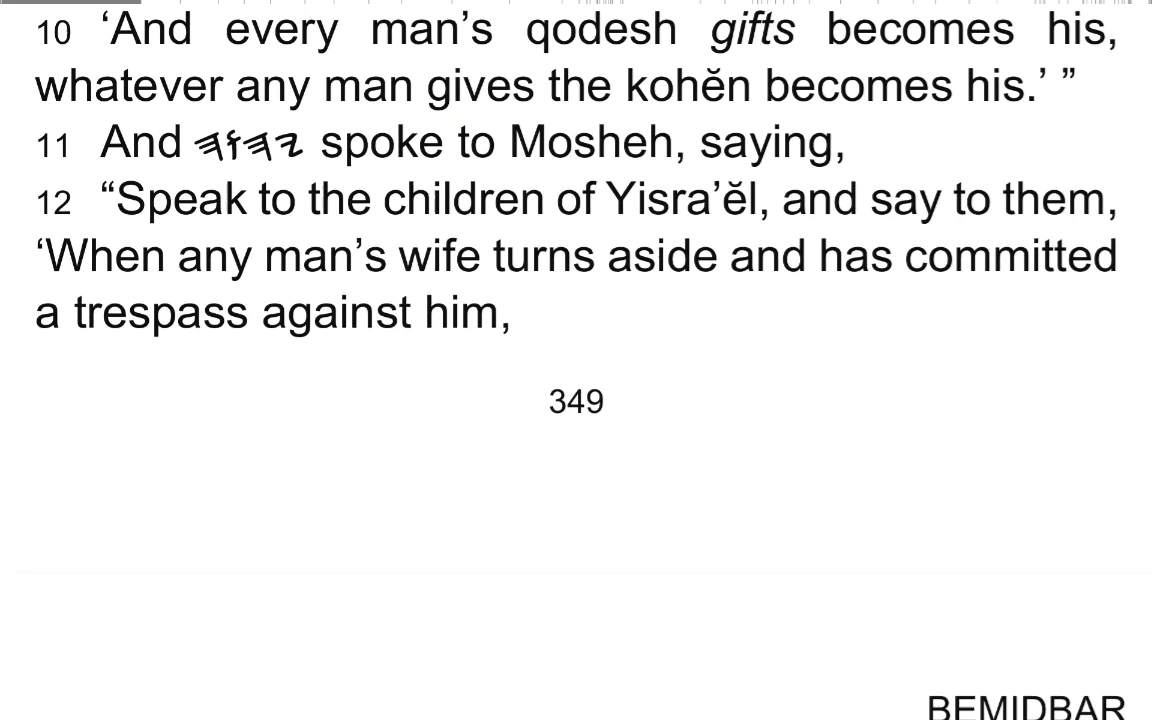 10 ‘And every man’s qodesh gifts becomes his,
whatever any man gives the kohĕn becomes his.’ ”
11 And 𐤉𐤄𐤅𐤄 spoke to Mosheh, saying,
12 “Speak to the children of Yisra’ĕl, and say to them,
‘When any man’s wife turns aside and has committed
a trespass against him,
349
BEMIDBAR